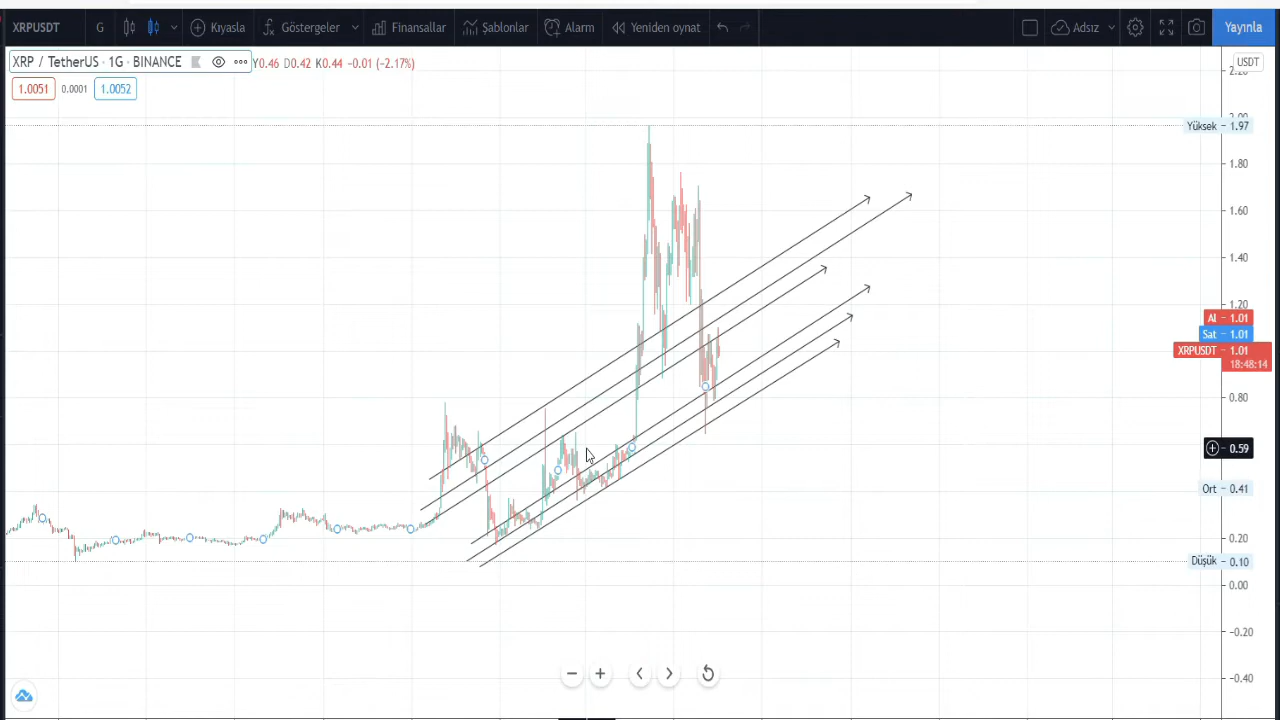 XRPUSDT G Kıyasla Göstergeler Finansallar Şablonlar Alarm Yeniden oynat Adsız Yayınla
XRP / TetherUS · 1G · BINANCE Y0.46 D0.42 K0.44 -0.01 (-2.17%) USDT
1.0051 0.0001 1.0052
Yüksek 1.97
1.80
1.60
1.40
1.20
Al 1.01
Sat 1.01
XRPUSDT 1.01
18:48:14
0.80
0.59
Ort 0.41
0.20
Düşük 0.10
0.00
-0.20
-0.40